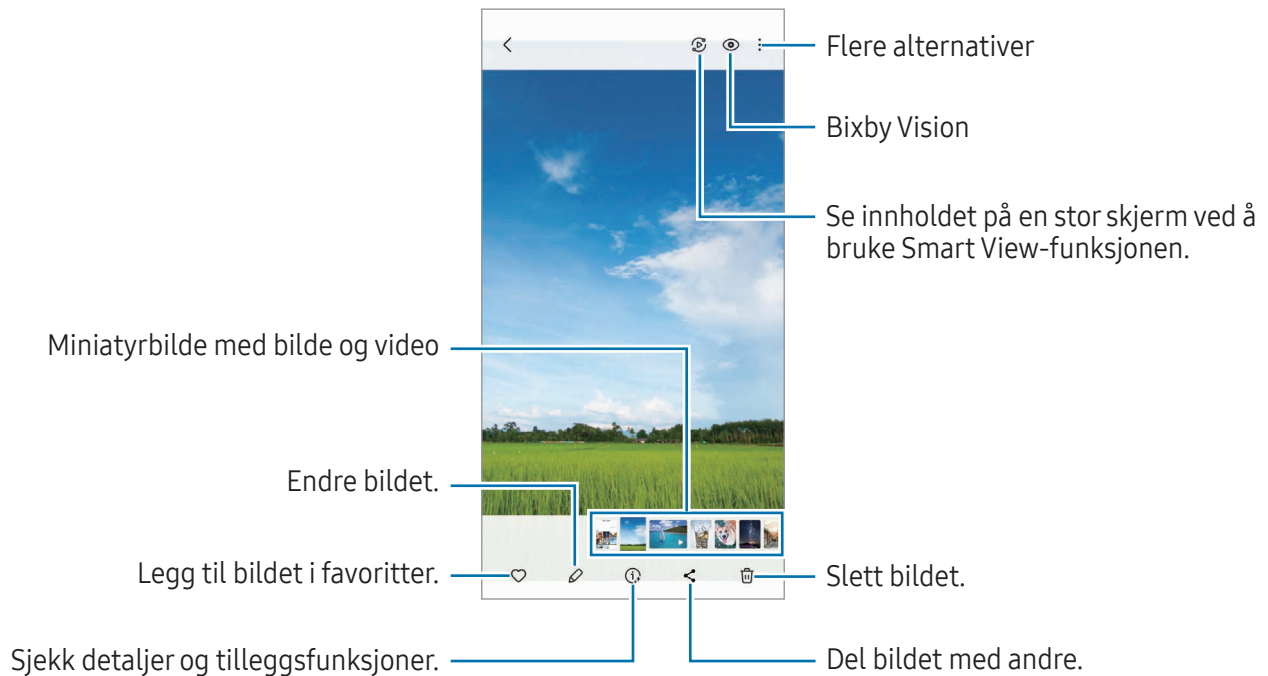 Flere alternativer
Bixby Vision
Se innholdet på en stor skjerm ved å
bruke Smart View-funksjonen.
Miniatyrbilde med bilde og video
Endre bildet.
Legg til bildet i favoritter.
Slett bildet.
Sjekk detaljer og tilleggsfunksjoner.
Del bildet med andre.